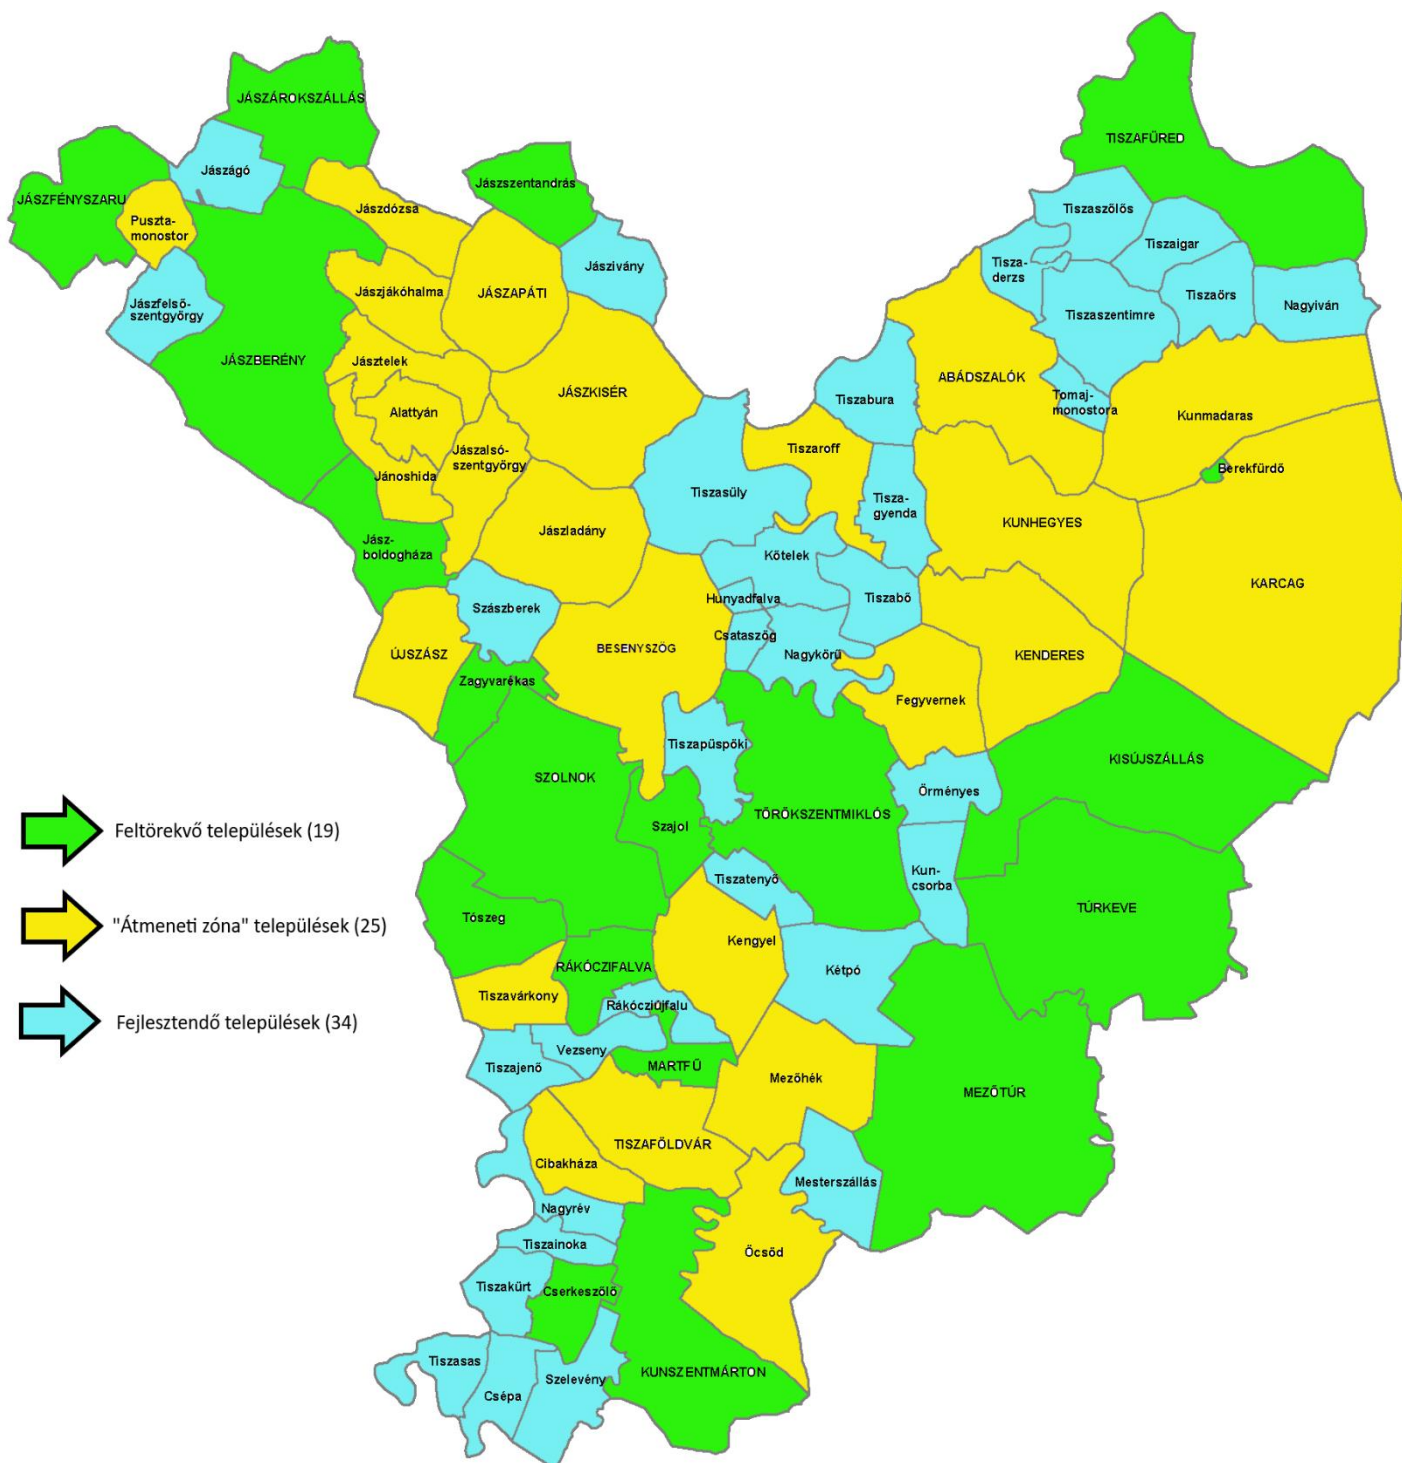 JÁSZÁROKSZÁLLÁS
TISZAFÜRED
Jászágó
Jászszentandrás
JÁSZFÉNYSZARU
Jászdózsa
Puszta-
monostor
Tiszaszőlős
Tiszaigar
Tisza-
derzs
Jászivány
Jászjákóhalma
JÁSZAPÁTI
Tiszaörs
Nagyiván
Jászfelső-
szentgyörgy
Tiszaszentimre
JÁSZBERÉNY
Jásztelek
ABÁDSZALÓK
JÁSZKISÉR
Tiszabura
Tomaj-
monostora
Alattyán
Kunmadaras
Jászalsó-
szentgyörgy
Tiszaroff
Jánoshida
Berekfürdő
Tiszasüly
Tisza-
gyenda
KUNHEGYES
Jászladány
Jász-
boldogháza
Kötelek
KARCAG
Hunyadfalva
Tiszabő
Szászberek
Csataszög
BESENYSZÖG
ÚJSZÁSZ
Nagykörű
KENDERES
Zagyvarékas
Fegyvernek
Tiszapüspöki
KISÚJSZÁLLÁS
SZOLNOK
Örményes
TÖRÖKSZENTMIKLÓS
Szajol
Feltörekvő települések (19)
Tiszatenyő
Kun-
csorba
TÚRKEVE
Tószeg
"Átmeneti zóna" települések (25)
Kengyel
RÁKÓCZIFALVA
Kétpó
Tiszavárkony
Rákócziújfalu
Fejlesztendő települések (34)
Vezseny
Tiszajenő
MARTFŰ
Mezőhék
MEZŐTÚR
TISZAFÖLDVÁR
Cibakháza
Mesterszállás
Nagyrév
Tiszainoka
Öcsöd
Tiszakürt
Cserkeszőlő
Tiszasas
KUNSZENTMÁRTON
Szelevény
Csépa